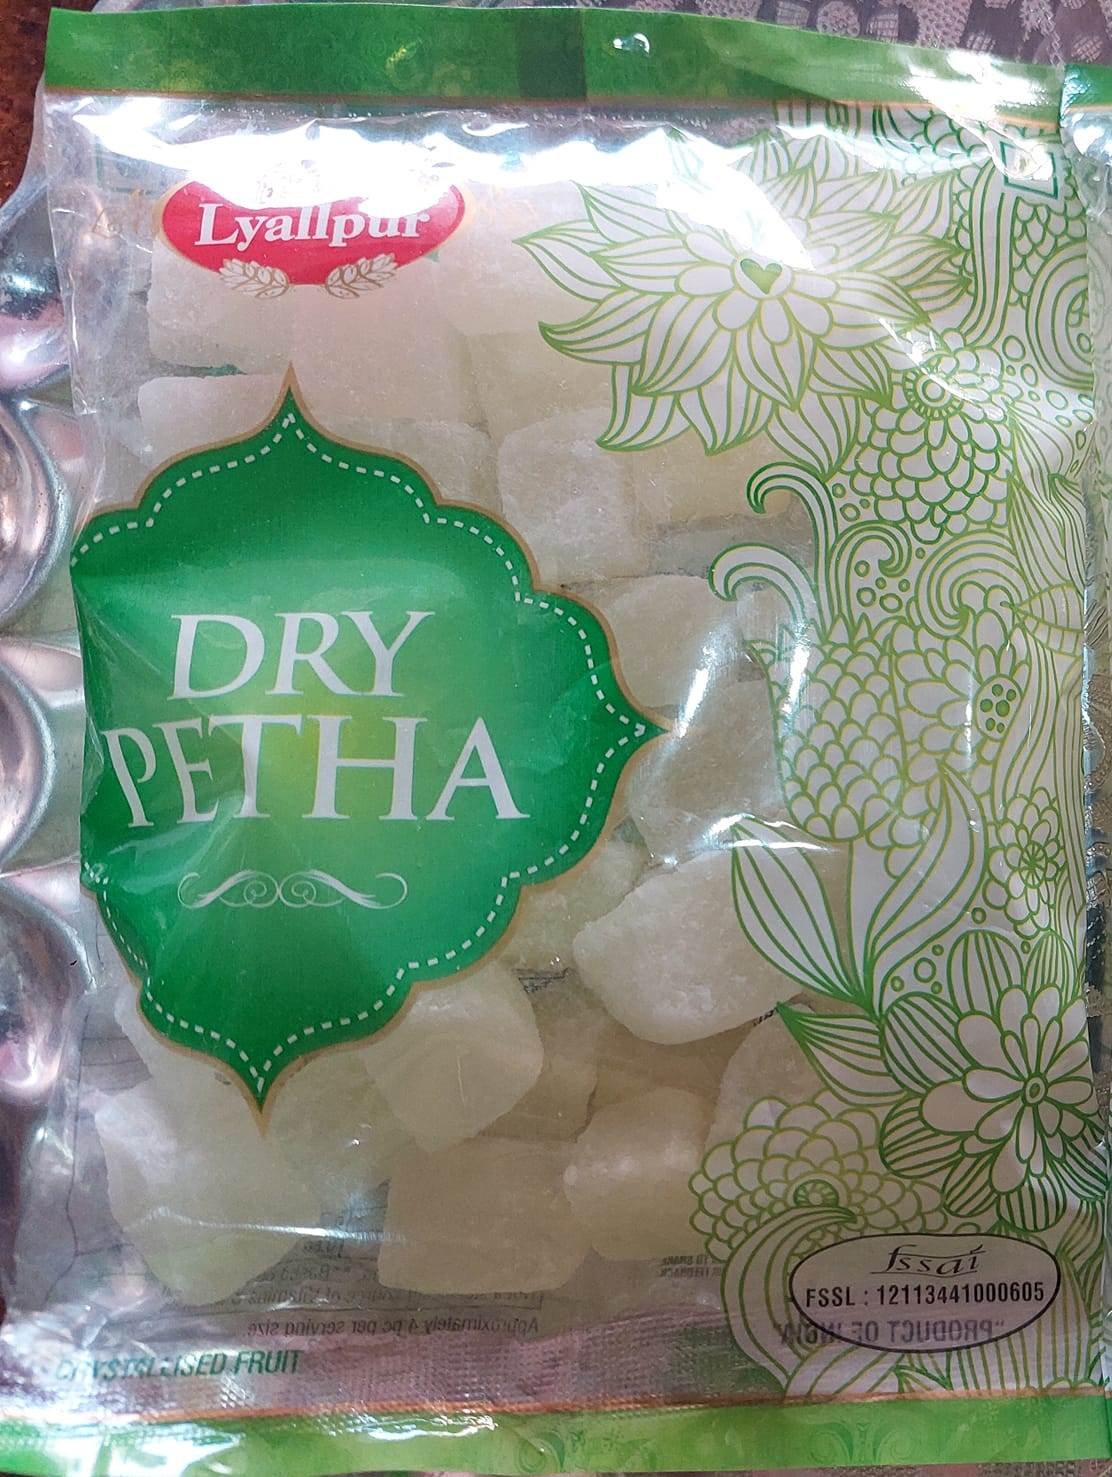 Lyallpur
DRY
PETHA
fssai
FSSL : 12113441000605
"PRODUCT OF INDIA"
Approximately 4 pc per serving size
CRYSTALLISED FRUIT